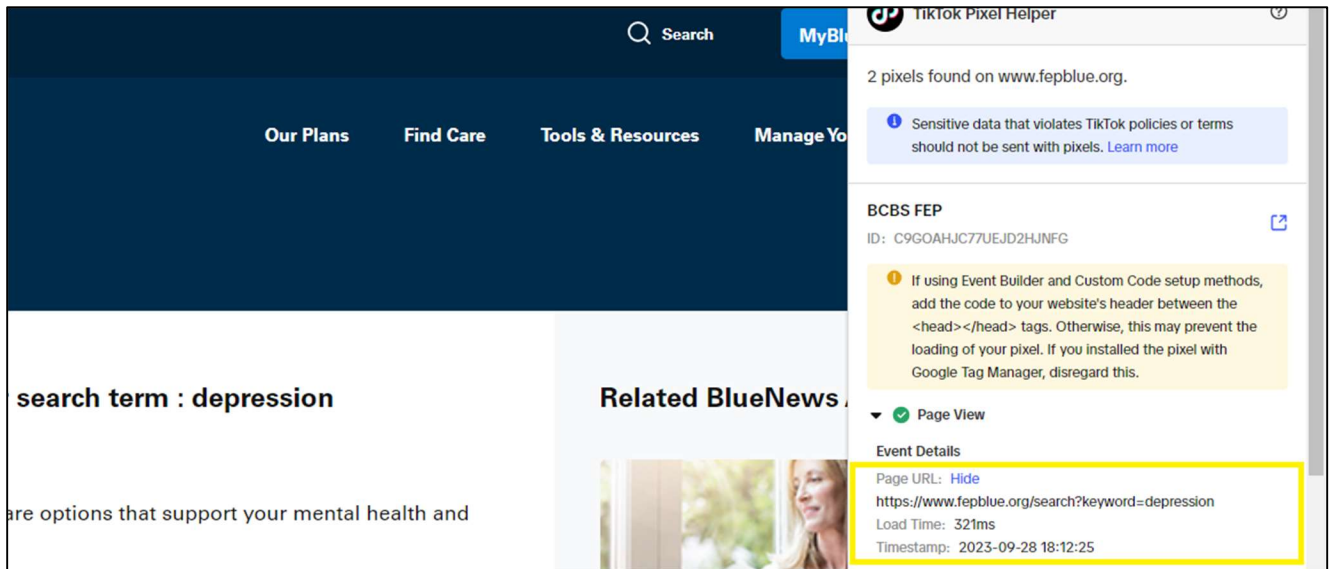 Search
MyBl
Our Plans
Find Care
Tools & Resources
Manage Yo
search term : depression
Related BlueNews
are options that support your mental health and
TikTok Pixel Helper
2 pixels found on www.fepblue.org.
Sensitive data that violates TikTok policies or terms
should not be sent with pixels. Learn more
BCBS FEP
ID: C9GOAHJC77UEJD2HJNFG
If using Event Builder and Custom Code setup methods,
add the code to your website's header between the
<head></head> tags. Otherwise, this may prevent the
loading of your pixel. If you installed the pixel with
Google Tag Manager, disregard this.
Page View
Event Details
Page URL: Hide
https://www.fepblue.org/search?keyword=depression
Load Time: 321ms
Timestamp: 2023-09-28 18:12:25